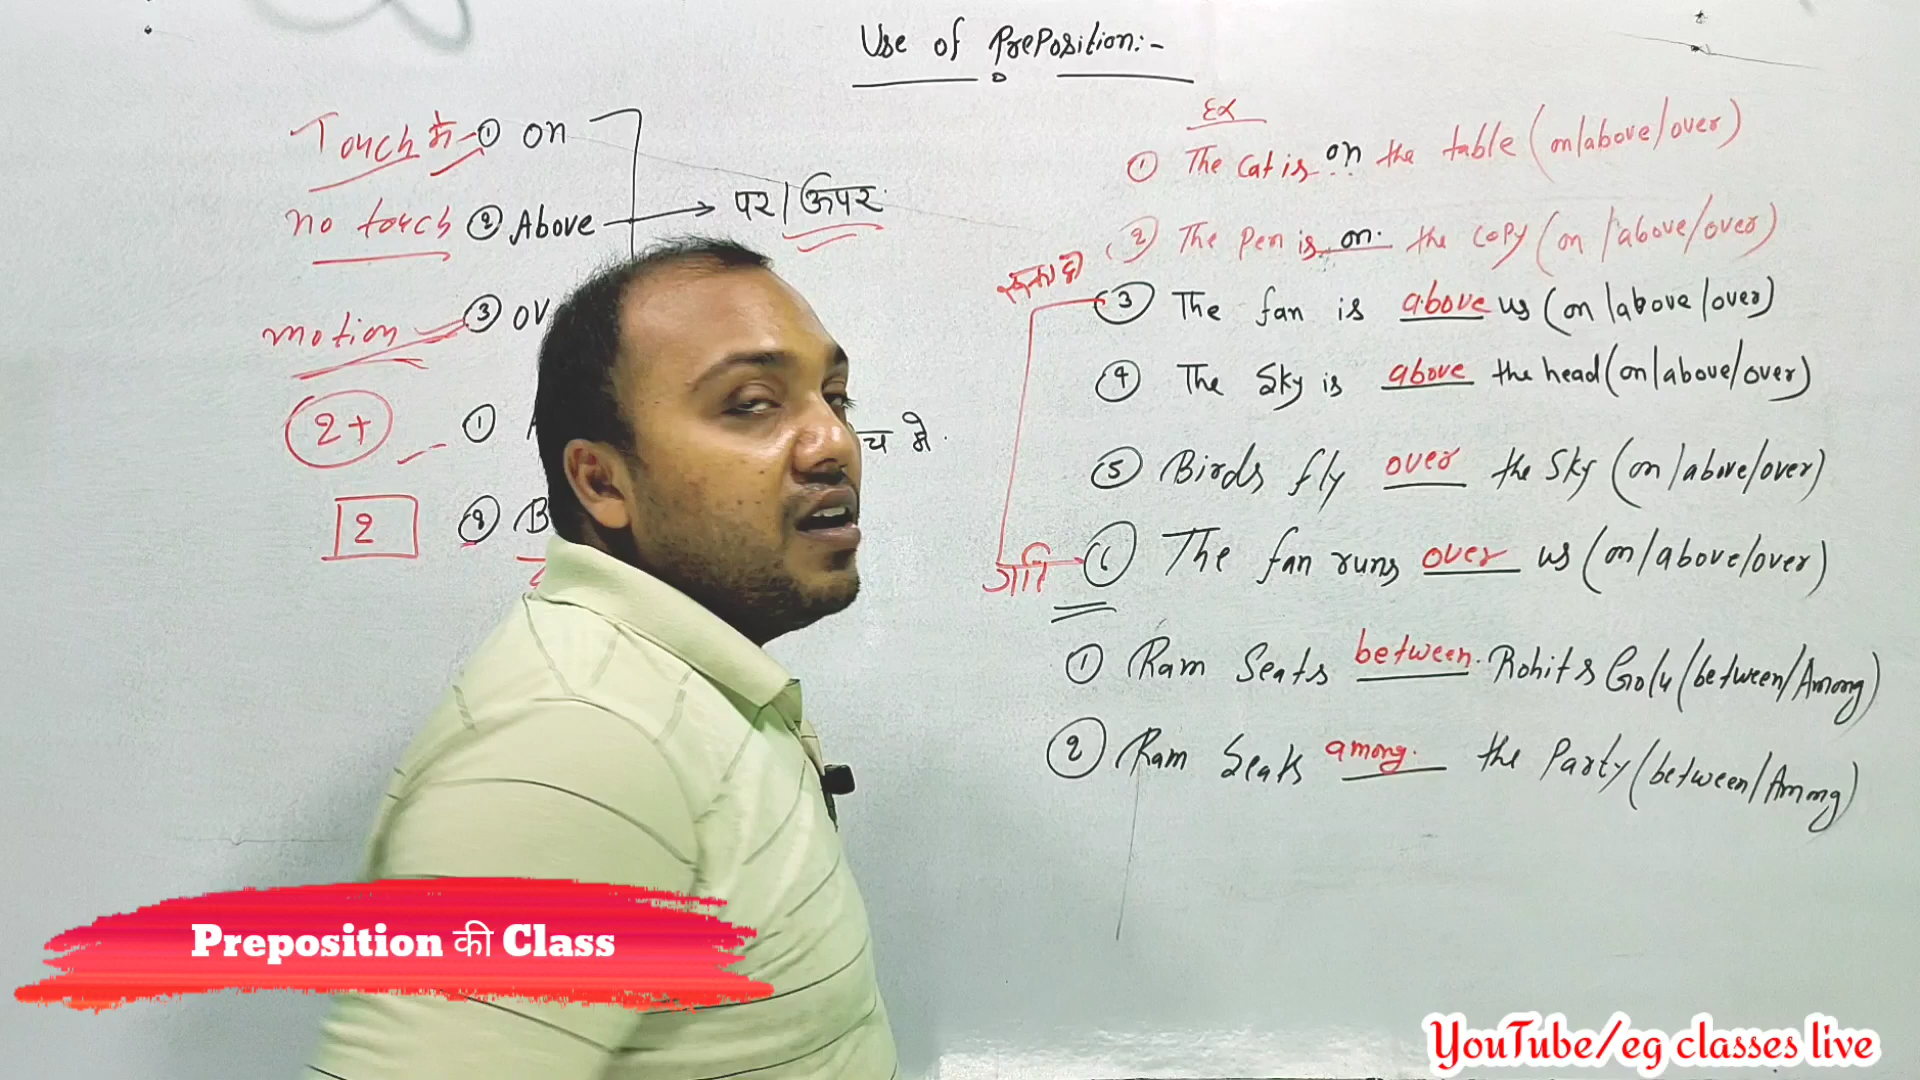 Use of Preposition:-
Touch में - ① on
no touch ② Above → पर / ऊपर
motion ③ ov
2+ - ①
च में
2 ② B
Ex
① The cat is on the table (on/above/over)
② The Pen is on the copy (on/above/over)
③ The fan is above us (on/above/over)
④ The Sky is above the head (on/above/over)
⑤ Birds fly over the Sky (on/above/over)
गति ⑥ The fan runs over us (on/above/over)
① Ram Seats between Rohit & Golu (between/Among)
② Ram Seats among the Party (between/Among)
Preposition की Class
YouTube/eg classes live